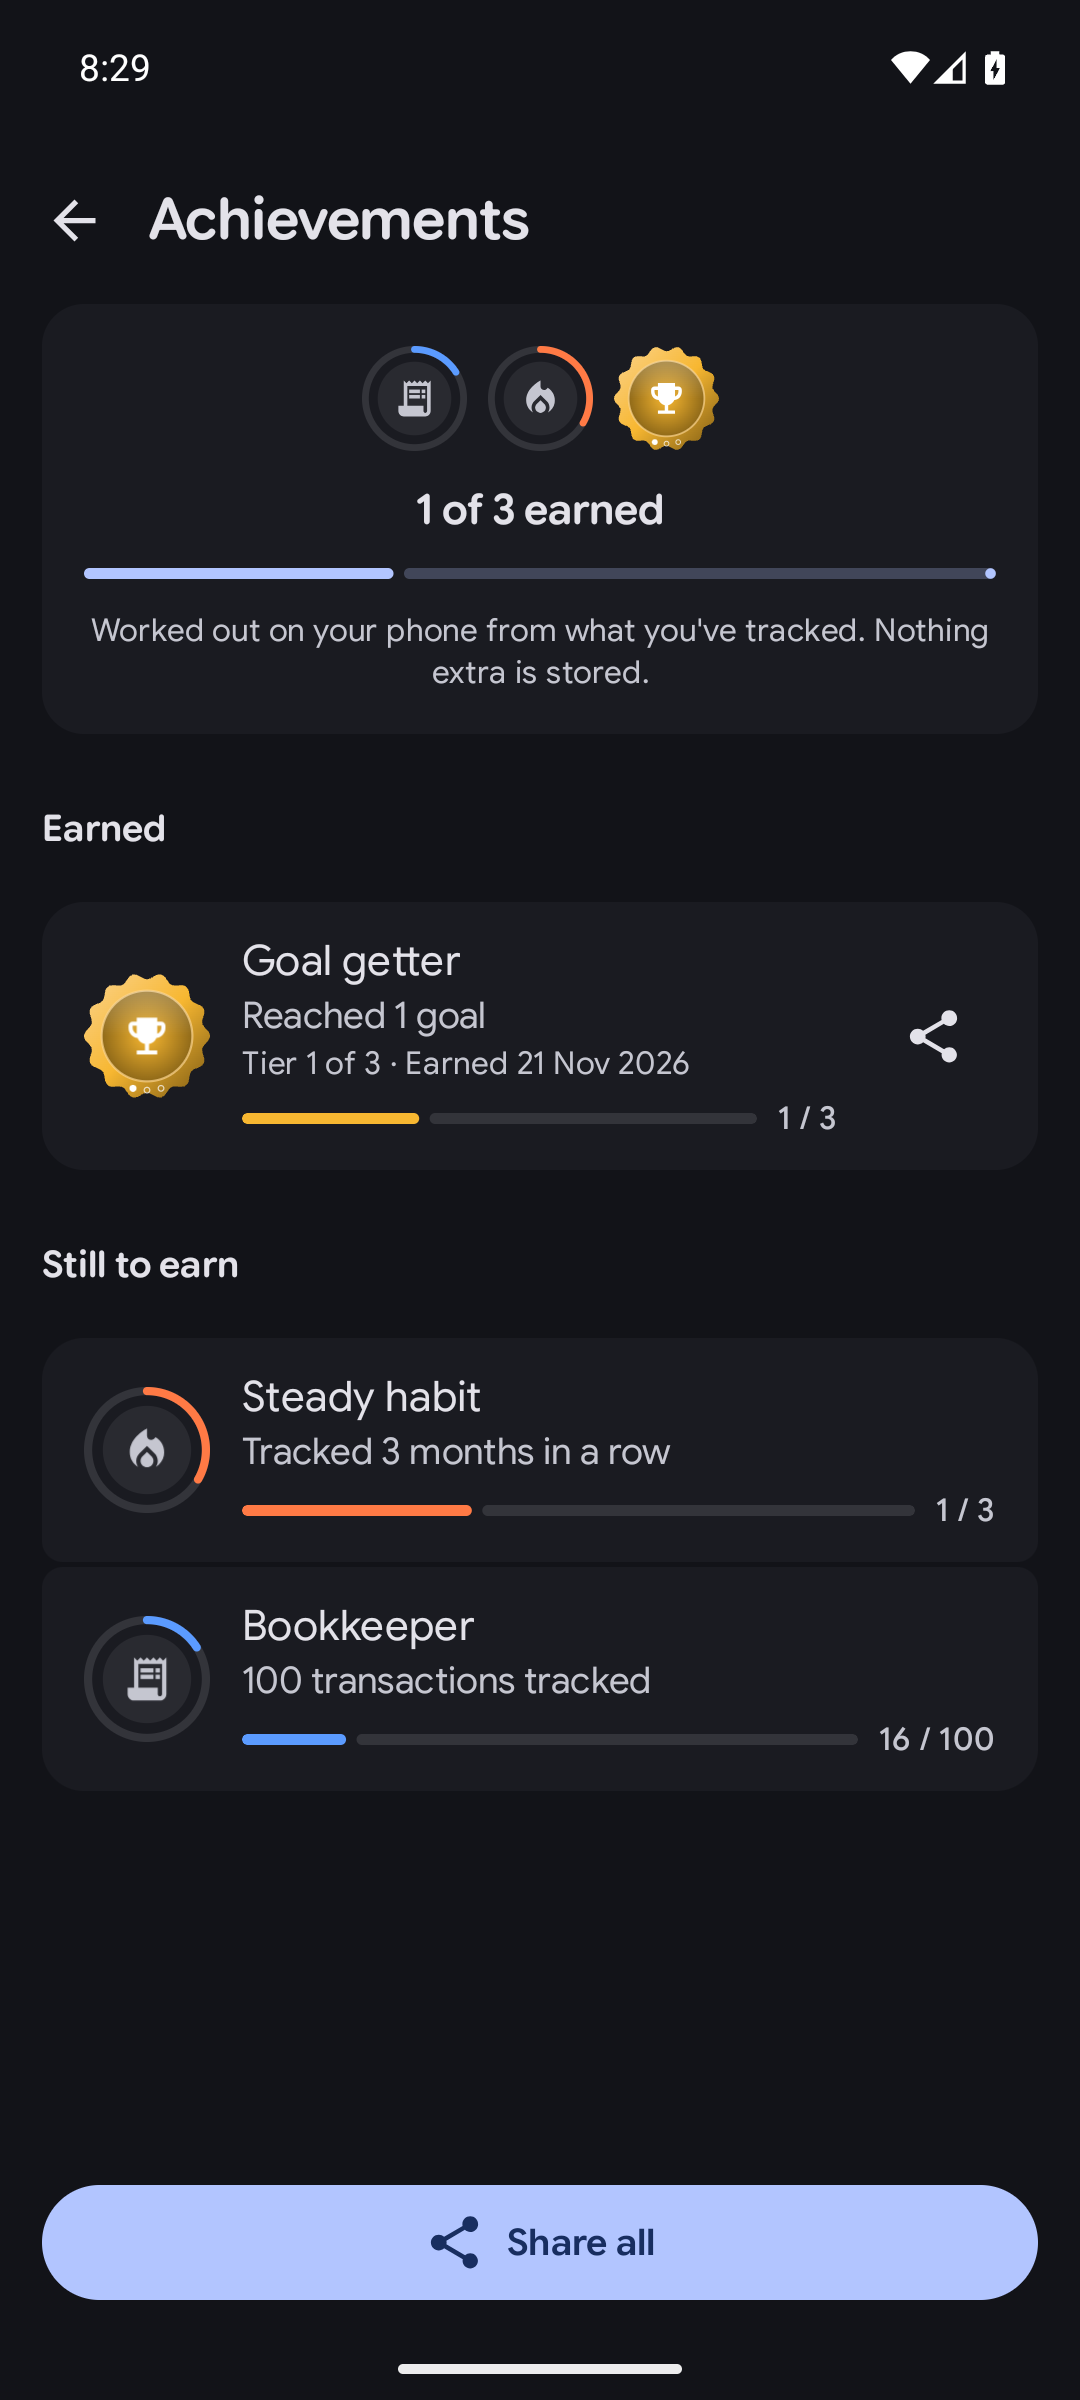 8:29
Achievements
1 of 3 earned
Worked out on your phone from what you've tracked. Nothing
extra is stored.
Earned
Goal getter
Reached 1 goal
Tier 1 of 3 · Earned 21 Nov 2026
1 / 3
Still to earn
Steady habit
Tracked 3 months in a row
1 / 3
Bookkeeper
100 transactions tracked
16 / 100
Share all